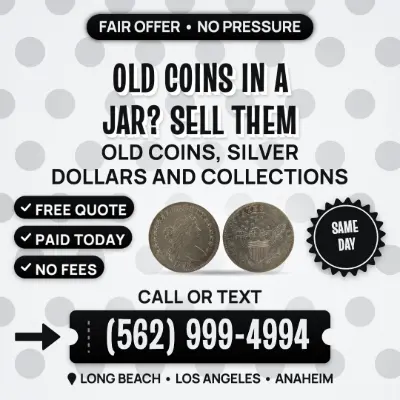 FAIR OFFER • NO PRESSURE
OLD COINS IN A
JAR? SELL THEM
OLD COINS, SILVER
DOLLARS AND COLLECTIONS
✓ FREE QUOTE
✓ PAID TODAY
✓ NO FEES
SAME
DAY
CALL OR TEXT
(562) 999-4994
LONG BEACH • LOS ANGELES • ANAHEIM